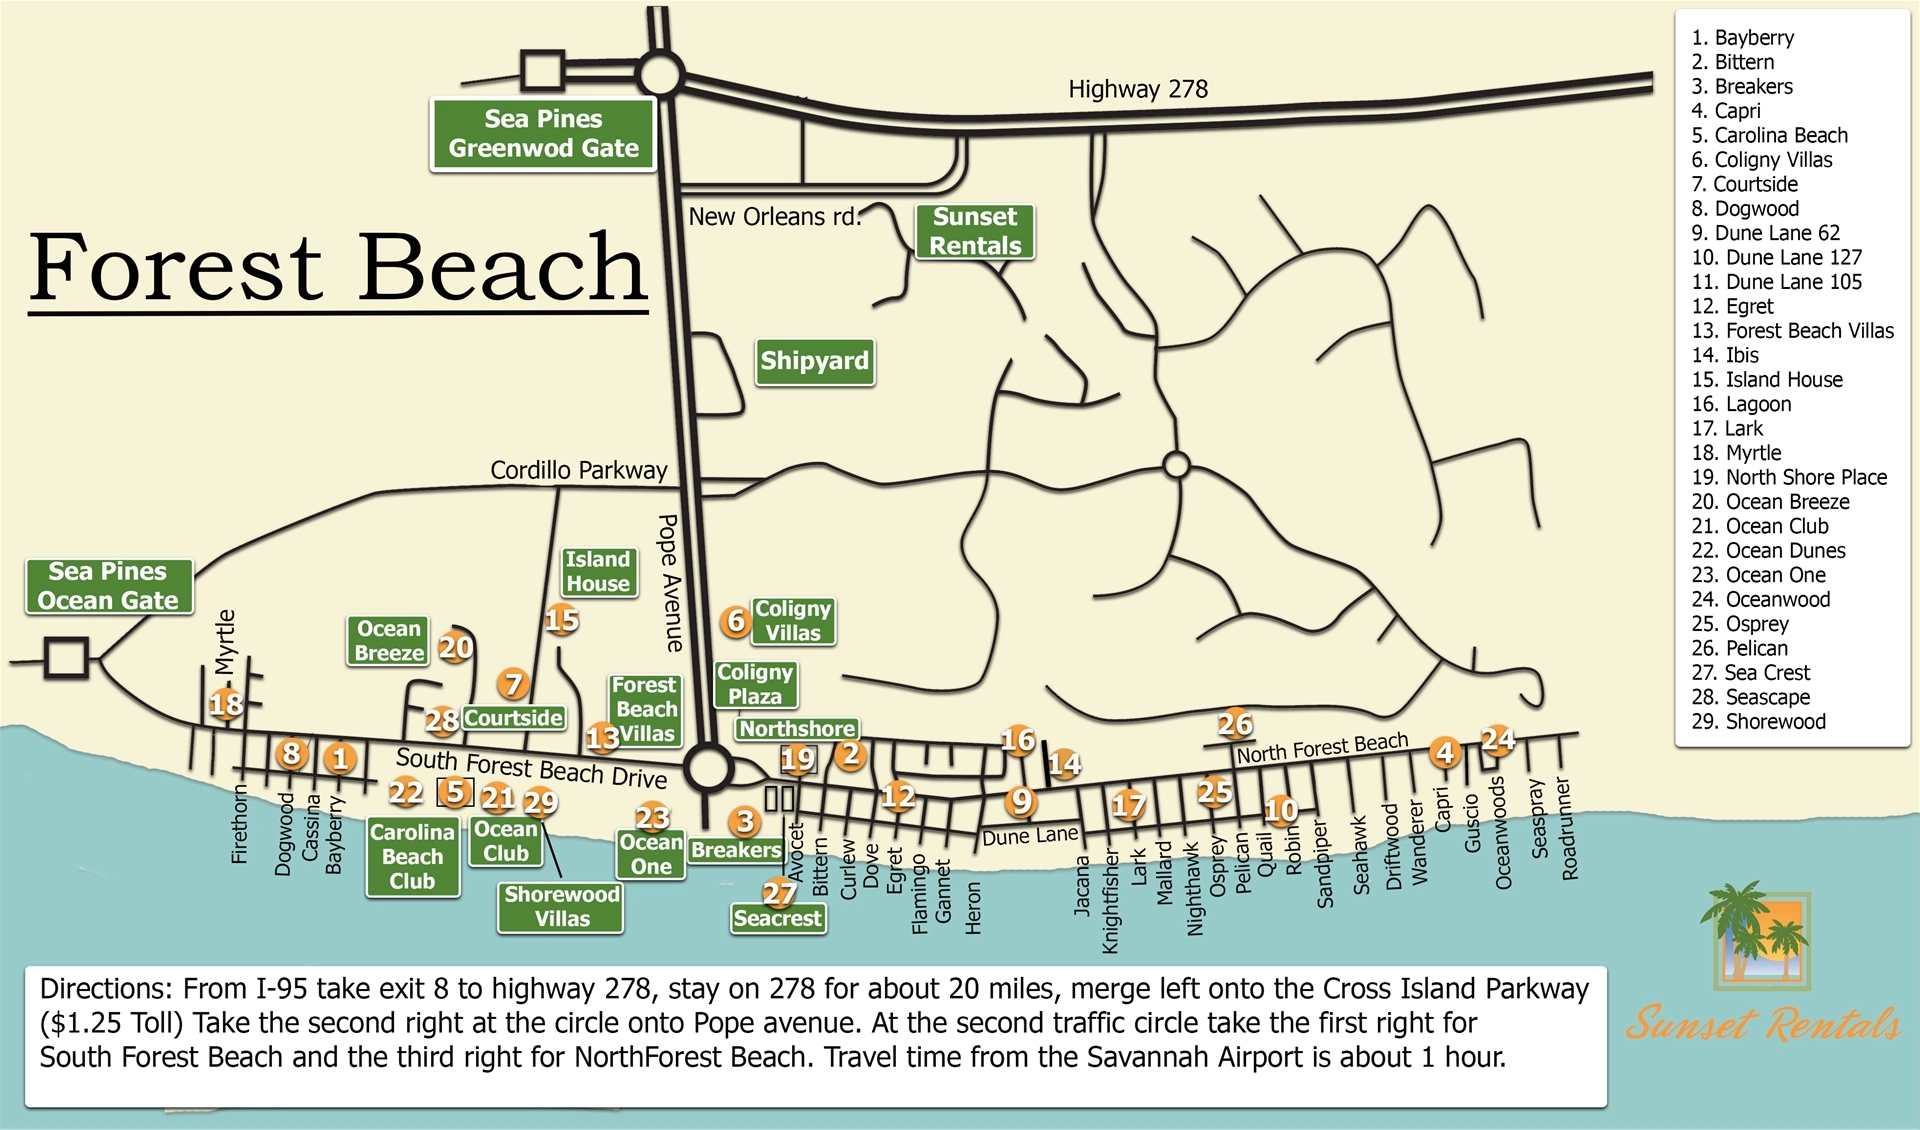 Highway 278
Sea Pines
Greenwod Gate
New Orleans rd.
Sunset
Rentals
Forest Beach
Shipyard
Cordillo Parkway
Pope Avenue
Sea Pines
Ocean Gate
Island
House
15
6
Coligny
Villas
Myrtle
18
Ocean
Breeze
20
7
Courtside
28
Forest
Beach
Villas
13
Coligny
Plaza
Northshore
19
2
16
14
26
North Forest Beach
4
24
8
1
South Forest Beach Drive
22
5
21
29
23
3
12
9
17
25
10
Dune Lane
Carolina
Beach
Club
Ocean
Club
Shorewood
Villas
Ocean
One
Breakers
27
Seacrest
Firethorn
Dogwood
Cassina
Bayberry
Avocet
Bittern
Curlew
Dove
Egret
Flamingo
Gannet
Heron
Jacana
Knightfisher
Lark
Mallard
Nighthawk
Osprey
Pelican
Quail
Robin
Sandpiper
Seahawk
Driftwood
Wanderer
Capri
Guscio
Oceanwoods
Seaspray
Roadrunner
1. Bayberry
2. Bittern
3. Breakers
4. Capri
5. Carolina Beach
6. Coligny Villas
7. Courtside
8. Dogwood
9. Dune Lane 62
10. Dune Lane 127
11. Dune Lane 105
12. Egret
13. Forest Beach Villas
14. Ibis
15. Island House
16. Lagoon
17. Lark
18. Myrtle
19. North Shore Place
20. Ocean Breeze
21. Ocean Club
22. Ocean Dunes
23. Ocean One
24. Oceanwood
25. Osprey
26. Pelican
27. Sea Crest
28. Seascape
29. Shorewood
Directions: From I-95 take exit 8 to highway 278, stay on 278 for about 20 miles, merge left onto the Cross Island Parkway
($1.25 Toll) Take the second right at the circle onto Pope avenue. At the second traffic circle take the first right for
South Forest Beach and the third right for NorthForest Beach. Travel time from the Savannah Airport is about 1 hour.
Sunset Rentals